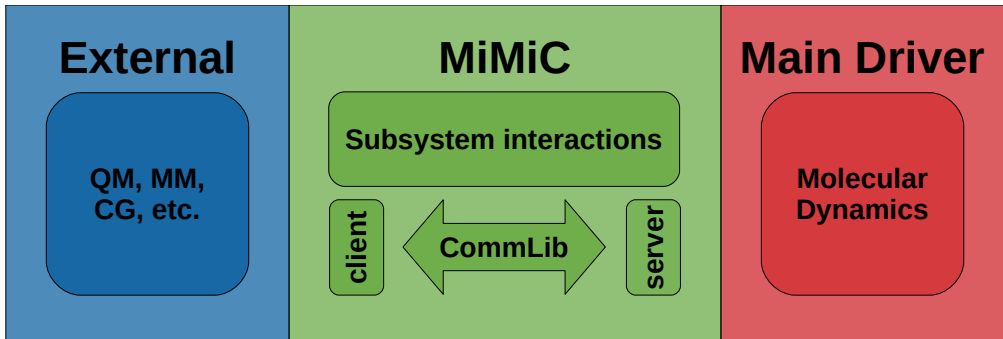 External
QM, MM,
CG, etc.
MiMiC
Subsystem interactions
client
CommLib
server
Main Driver
Molecular
Dynamics